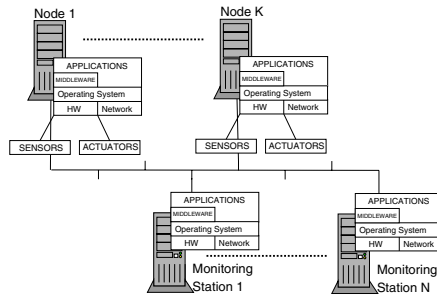 Node 1
Node K
APPLICATIONS
MIDDLEWARE
Operating System
HW Network
APPLICATIONS
MIDDLEWARE
Operating System
HW Network
SENSORS ACTUATORS
SENSORS ACTUATORS
APPLICATIONS
MIDDLEWARE
Operating System
HW Network
APPLICATIONS
MIDDLEWARE
Operating System
HW Network
Monitoring
Station 1
Monitoring
Station N